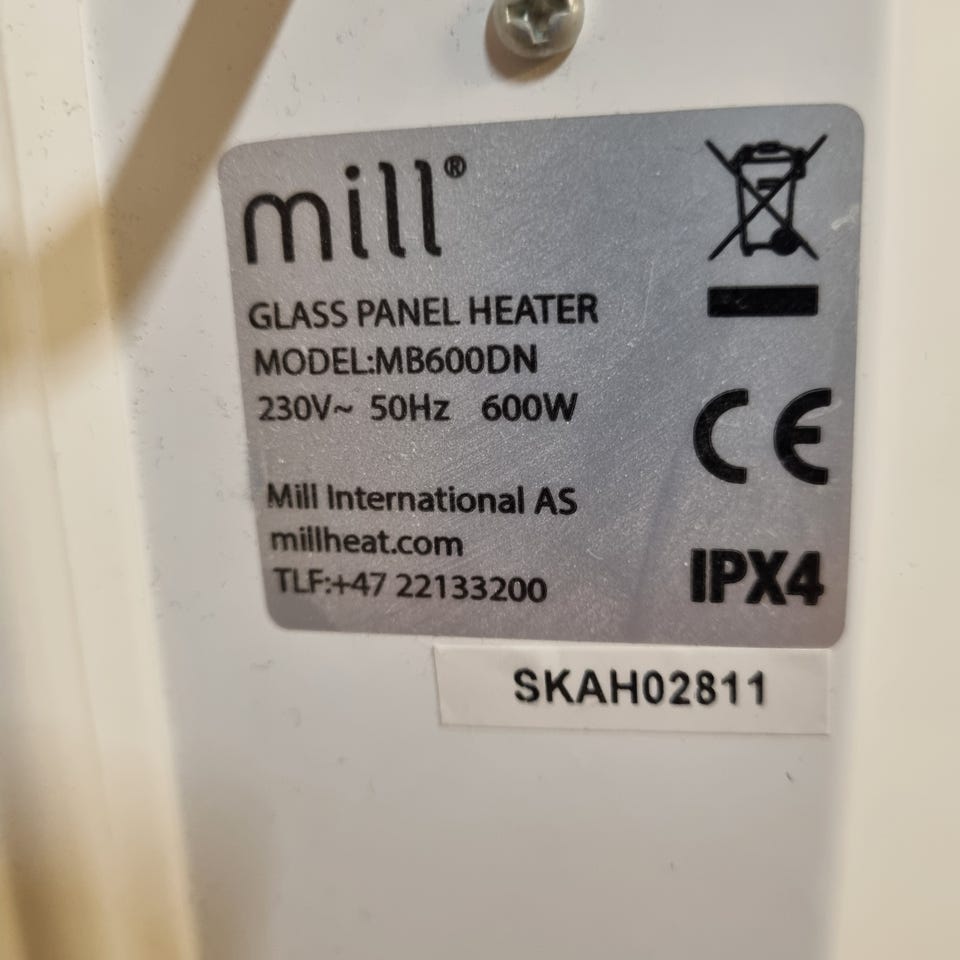 mill®
GLASS PANEL HEATER
MODEL:MB600DN
230V~ 50Hz 600W
Mill International AS
millheat.com
TLF:+47 22133200
CE
IPX4
SKAH02811